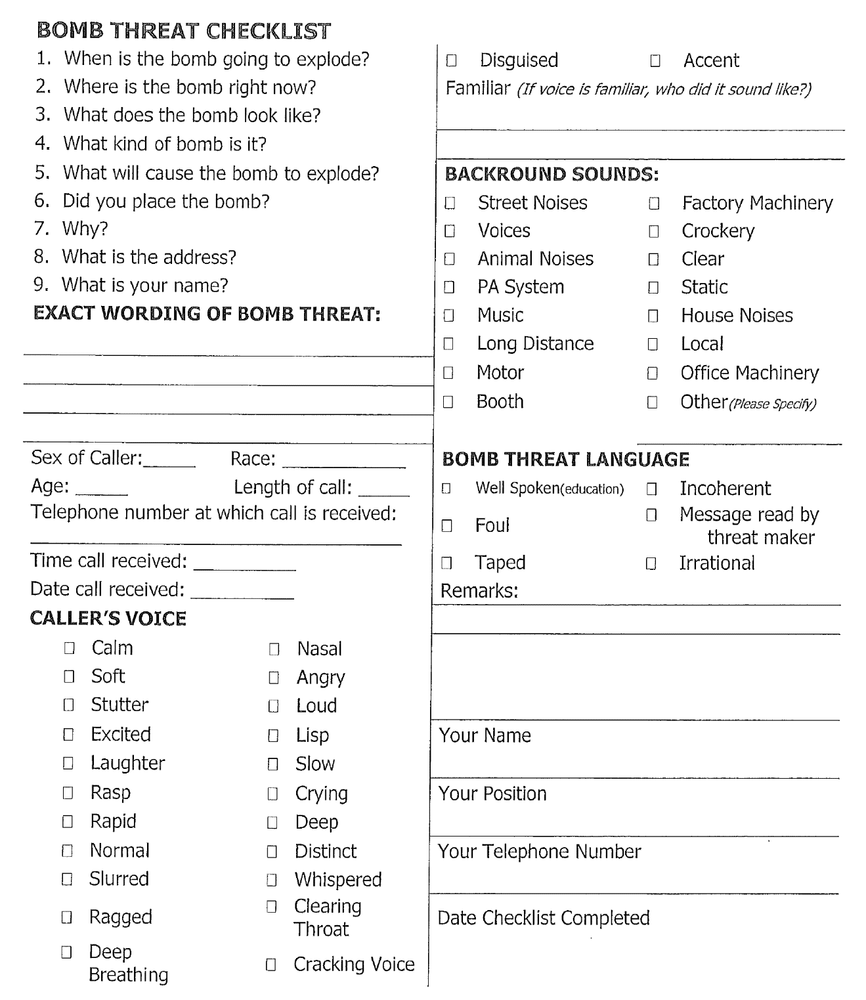 BOMB THREAT CHECKLIST
1. When is the bomb going to explode?
2. Where is the bomb right now?
3. What does the bomb look like?
4. What kind of bomb is it?
5. What will cause the bomb to explode?
6. Did you place the bomb?
7. Why?
8. What is the address?
9. What is your name?
EXACT WORDING OF BOMB THREAT:
Sex of Caller:_____ Race: ____________
Age: _____ Length of call: _____
Telephone number at which call is received:
Time call received: __________
Date call received: __________
CALLER'S VOICE
☐ Calm ☐ Nasal
☐ Soft ☐ Angry
☐ Stutter ☐ Loud
☐ Excited ☐ Lisp
☐ Laughter ☐ Slow
☐ Rasp ☐ Crying
☐ Rapid ☐ Deep
☐ Normal ☐ Distinct
☐ Slurred ☐ Whispered
☐ Ragged ☐ Clearing
Throat
☐ Deep
Breathing ☐ Cracking Voice
☐ Disguised ☐ Accent
Familiar (If voice is familiar, who did it sound like?)
BACKROUND SOUNDS:
☐ Street Noises ☐ Factory Machinery
☐ Voices ☐ Crockery
☐ Animal Noises ☐ Clear
☐ PA System ☐ Static
☐ Music ☐ House Noises
☐ Long Distance ☐ Local
☐ Motor ☐ Office Machinery
☐ Booth ☐ Other(Please Specify)
BOMB THREAT LANGUAGE
☐ Well Spoken(education) ☐ Incoherent
☐ Foul ☐ Message read by
threat maker
☐ Taped ☐ Irrational
Remarks:
Your Name
Your Position
Your Telephone Number
Date Checklist Completed